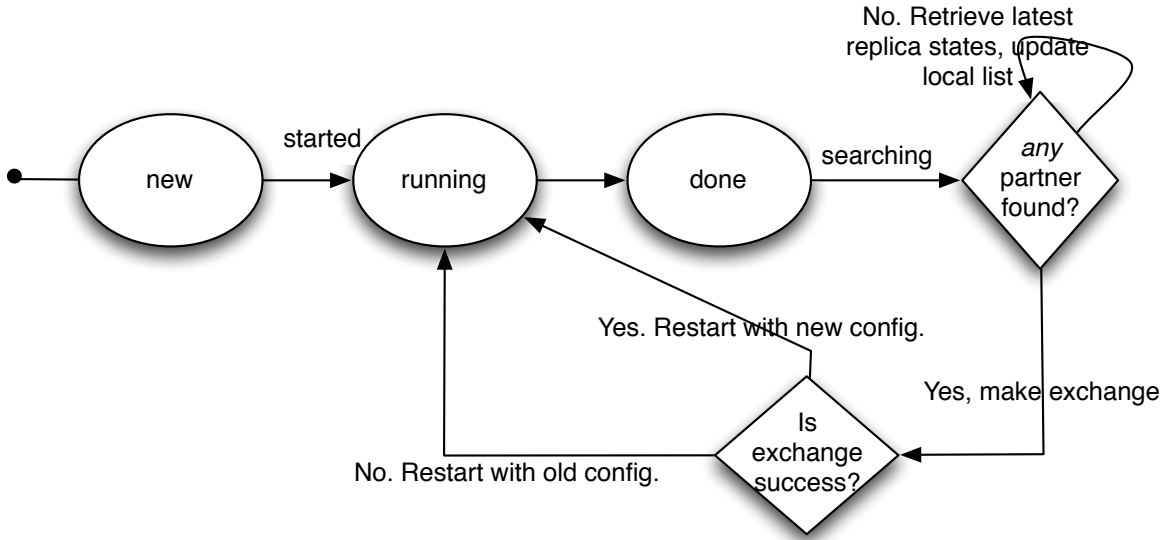 No. Retrieve latest
replica states, update
local list
started
new
running
done
searching
any
partner
found?
Yes. Restart with new config.
Yes, make exchange
Is
exchange
success?
No. Restart with old config.